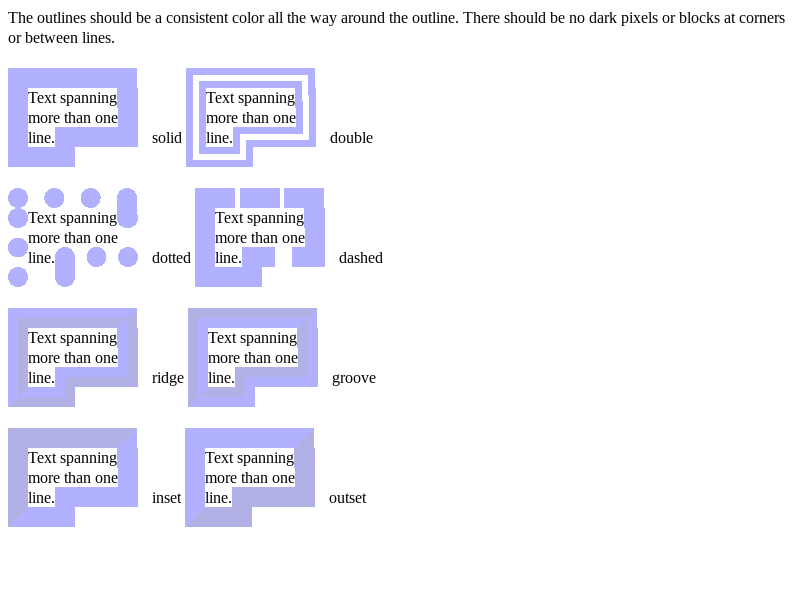 The outlines should be a consistent color all the way around the outline. There should be no dark pixels or blocks at corners
or between lines.
Text spanning
more than one
line.
solid
Text spanning
more than one
line.
double
Text spanning
more than one
line.
dotted
Text spanning
more than one
line.
dashed
Text spanning
more than one
line.
ridge
Text spanning
more than one
line.
groove
Text spanning
more than one
line.
inset
Text spanning
more than one
line.
outset